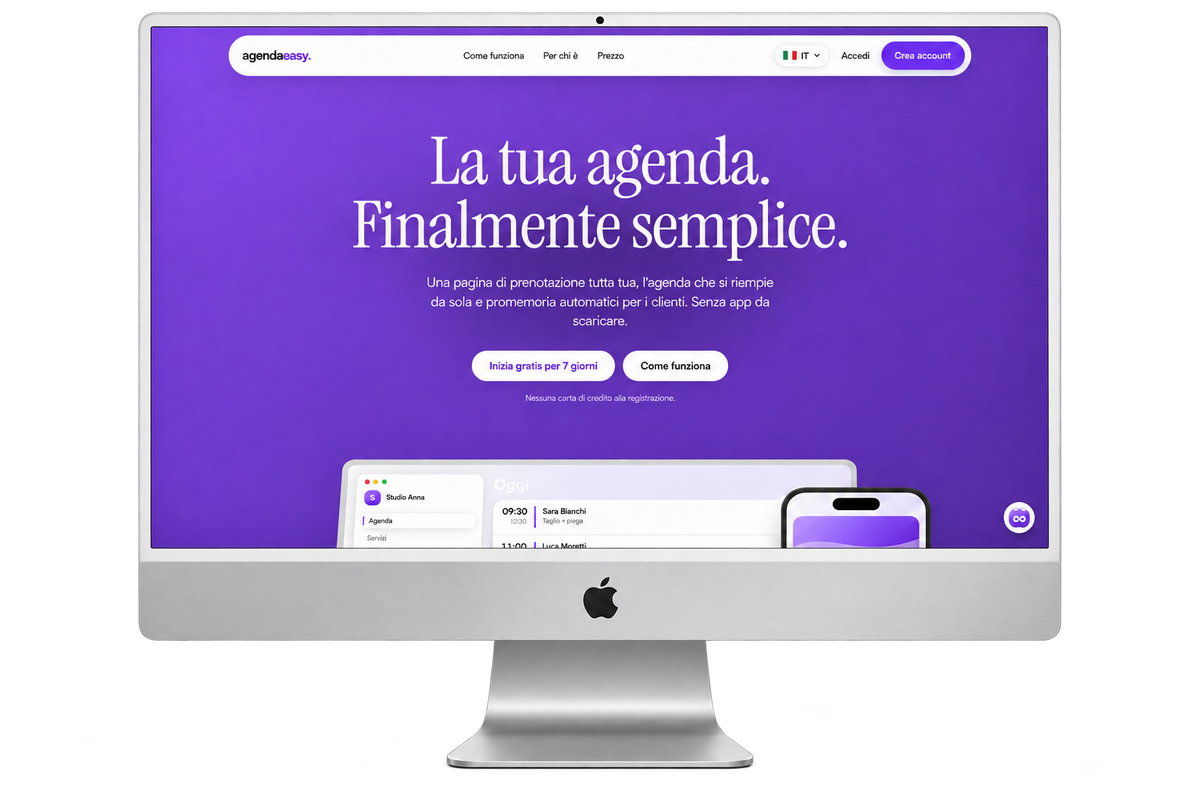 agendaeasy.
Come funziona
Per chi è
Prezzo
IT
Accedi
Crea account
La tua agenda.
Finalmente semplice.
Una pagina di prenotazione tutta tua, l'agenda che si riempie
da sola e promemoria automatici per i clienti. Senza app da
scaricare.
Inizia gratis per 7 giorni
Come funziona
Nessuna carta di credito alla registrazione.
S
Studio Anna
Agenda
Servizi
Oggi
09:30
10:30
Sara Bianchi
Taglio + piega
11:00
Luca Moretti